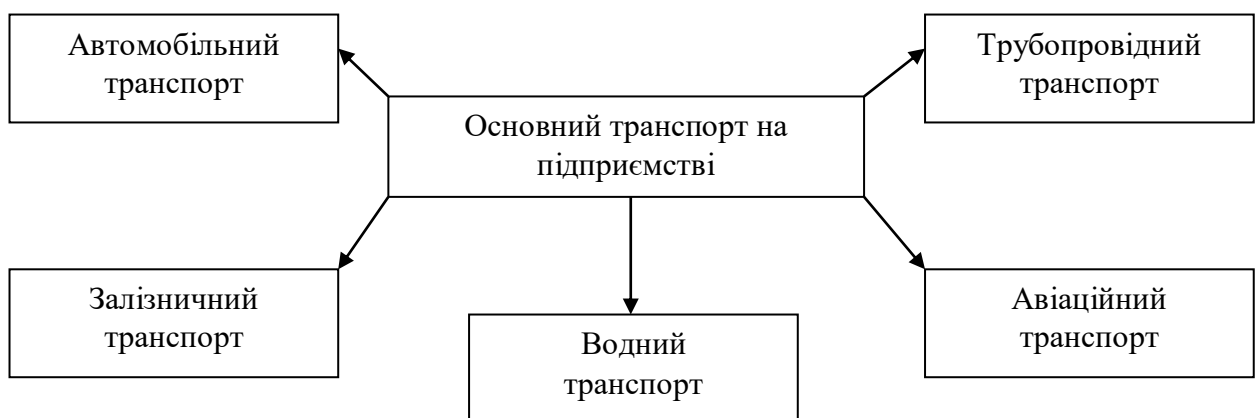 Автомобільний
транспорт
Трубопровідний
транспорт
Основний транспорт на
підприємстві
Залізничний
транспорт
Водний
транспорт
Авіаційний
транспорт